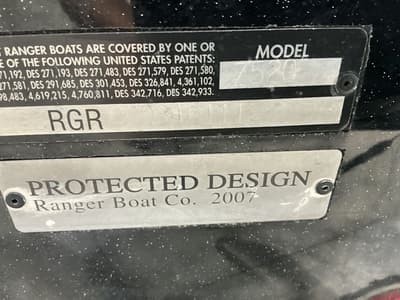 RANGER BOATS ARE COVERED BY ONE OR
OF THE FOLLOWING UNITED STATES PATENTS: MODEL
271,192, DES 271,193, DES 271,483, DES 271,579, DES 271,580,
271,581, DES 291,685, DES 301,453, DES 326,841, 4,361,102,
98,483, 4,619,215, 4,760,811, DES 342,716, DES 342,933.
RGR
PROTECTED DESIGN
Ranger Boat Co. 2007